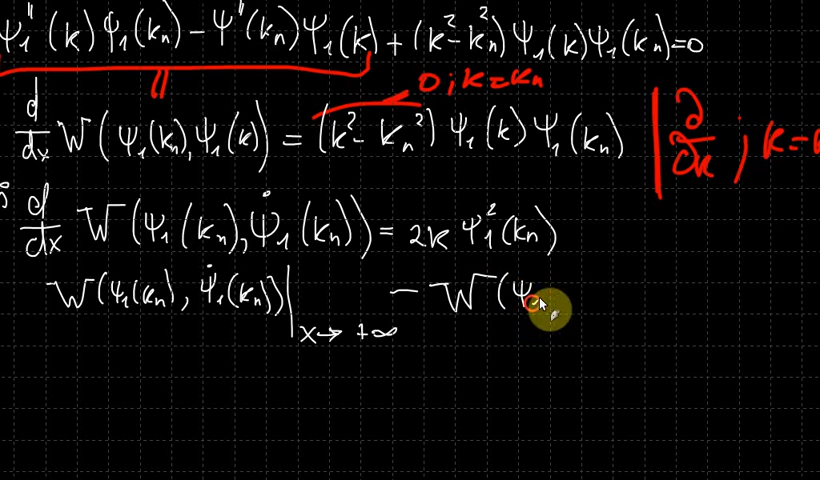 Ψ₁''(k) Ψ₁(kₙ) − Ψ''(kₙ) Ψ₁(k) + (k² − kₙ²) Ψ₁(k) Ψ₁(kₙ) = 0
0 ; k = kₙ
d/dx W(Ψ₁(kₙ), Ψ₁(k)) = (k² − kₙ²) Ψ₁(k) Ψ₁(kₙ) | ∂/∂k ; k =
d/dx W(Ψ₁(kₙ), Ψ̇₁(kₙ)) = 2k Ψ₁²(kₙ)
W(Ψ₁(kₙ), Ψ̇₁(kₙ)) |x→+∞ − W(Ψ